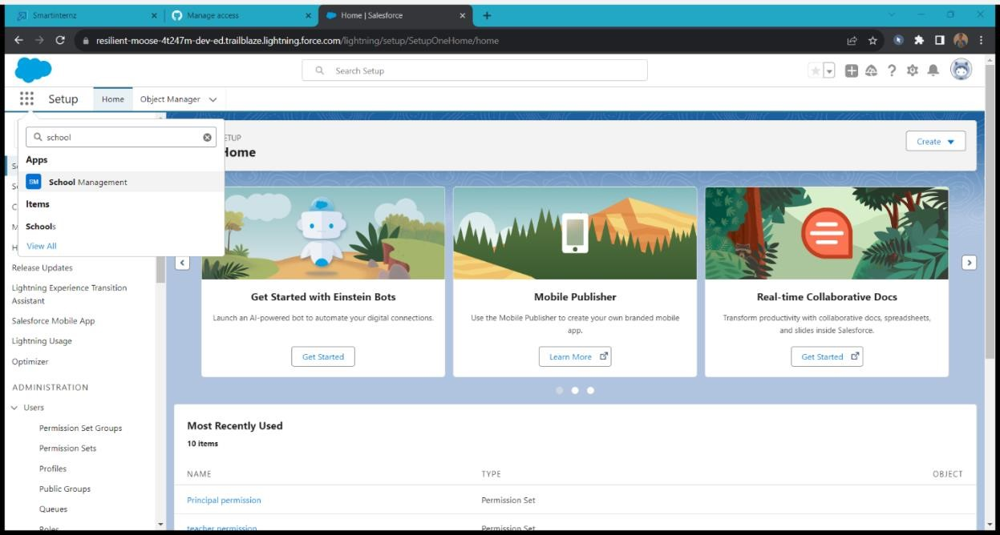 Smartinternz
Manage access
Home | Salesforce
resilient-moose-4t247m-dev-ed.trailblaze.lightning.force.com/lightning/setup/SetupOneHome/home
Search Setup
Setup
Home
Object Manager
school
Apps
SM School Management
Items
Schools
View All
ETUP
Home
Create
Release Updates
Lightning Experience Transition
Assistant
Salesforce Mobile App
Lightning Usage
Optimizer
ADMINISTRATION
Users
Permission Set Groups
Permission Sets
Profiles
Public Groups
Queues
Roles
Get Started with Einstein Bots
Launch an AI-powered bot to automate your digital connections.
Get Started
Mobile Publisher
Use the Mobile Publisher to create your own branded mobile
app.
Learn More
Real-time Collaborative Docs
Transform productivity with collaborative docs, spreadsheets,
and slides inside Salesforce.
Get Started
Most Recently Used
10 items
NAME TYPE OBJECT
Principal permission Permission Set
teacher permission Permission Set